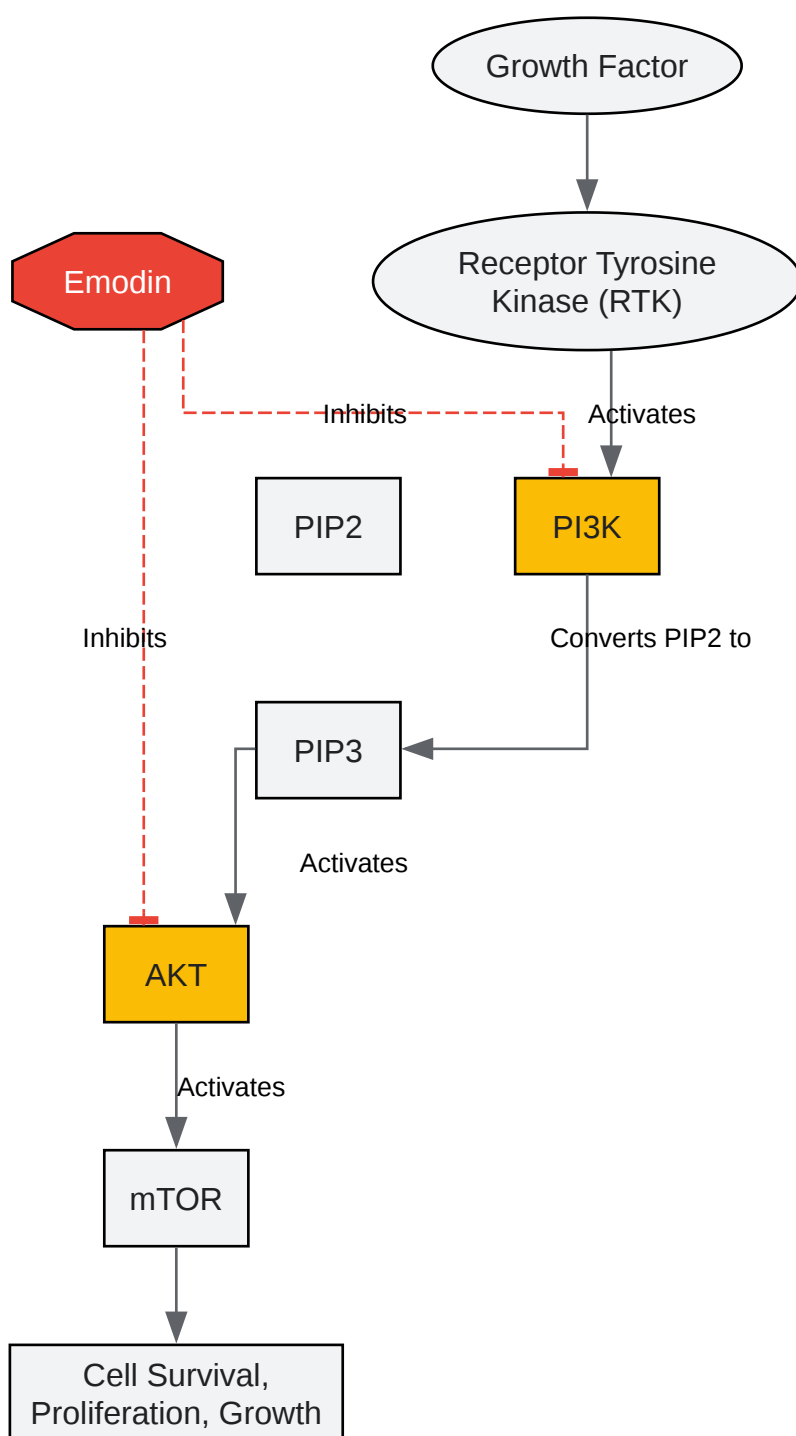 Growth Factor
Receptor Tyrosine
Kinase (RTK)
Emodin
Inhibits
Activates
PIP2
PI3K
Inhibits
Converts PIP2 to
PIP3
Activates
AKT
Activates
mTOR
Cell Survival,
Proliferation, Growth